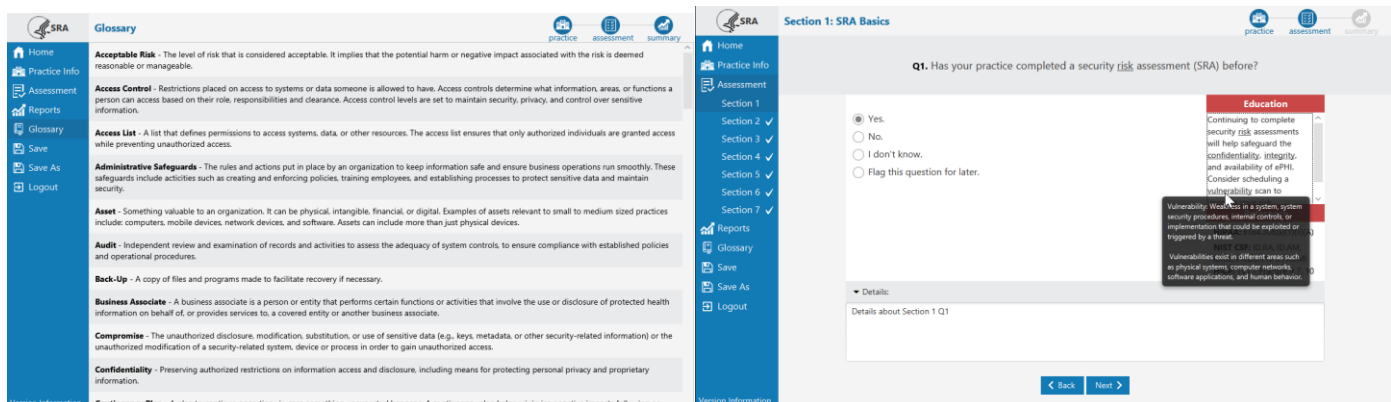 SRA
Glossary
practice
assessment
summary
Home
Practice Info
Assessment
Reports
Glossary
Save
Save As
Logout
Acceptable Risk - The level of risk that is considered acceptable. It implies that the potential harm or negative impact associated with the risk is deemed
reasonable or manageable.
Access Control - Restrictions placed on access to systems or data someone is allowed to have. Access controls determine what information, areas, or functions a
person can access based on their role, responsibilities and clearance. Access control levels are set to maintain security, privacy, and control over sensitive
information.
Access List - A list that defines permissions to access systems, data, or other resources. The access list ensures that only authorized individuals are granted access
while preventing unauthorized access.
Administrative Safeguards - The rules and actions put in place by an organization to keep information safe and ensure business operations run smoothly. These
safeguards include acticities such as creating and enforcing policies, training employees, and establishing processes to protect sensitive data and maintain
security.
Asset - Something valuable to an organization. It can be physical, intangible, financial, or digital. Examples of assets relevant to small to medium sized practices
include: computers, mobile devices, network devices, and software. Assets can include more than just physical devices.
Audit - Independent review and examination of records and activities to assess the adequacy of system controls, to ensure compliance with established policies
and operational procedures.
Back-Up - A copy of files and programs made to facilitate recovery if necessary.
Business Associate - A business associate is a person or entity that performs certain functions or activities that involve the use or disclosure of protected health
information on behalf of, or provides services to, a covered entity or another business associate.
Compromise - The unauthorized disclosure, modification, substitution, or use of sensitive data (e.g., keys, metadata, or other security-related information) or the
unauthorized modification of a security-related system, device or process in order to gain unauthorized access.
Confidentiality - Preserving authorized restrictions on information access and disclosure, including means for protecting personal privacy and proprietary
information.
SRA
Section 1: SRA Basics
practice
assessment
summary
Home
Practice Info
Assessment
Section 1
Section 2 ✓
Section 3 ✓
Section 4 ✓
Section 5 ✓
Section 6 ✓
Section 7 ✓
Reports
Glossary
Save
Save As
Logout
Version Information
Q1. Has your practice completed a security risk assessment (SRA) before?
Yes.
No.
I don't know.
Flag this question for later.
Education
Continuing to complete
security risk assessments
will help safeguard the
confidentiality, integrity,
and availability of ePHI.
Consider scheduling a
vulnerability scan to
Vulnerability: Weakness in a system, system
security procedures, internal controls, or
implementation that could be exploited or
triggered by a threat.
Vulnerabilities exist in different areas such
as physical systems, computer networks,
software applications, and human behavior.
Details:
Details about Section 1 Q1
Back
Next